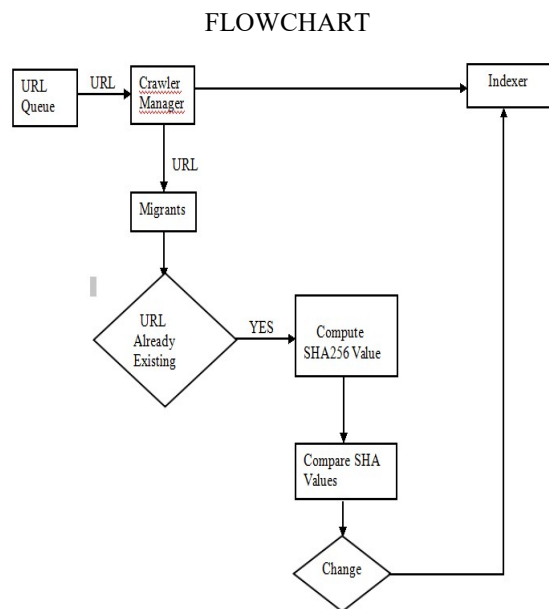 FLOWCHART
URL
Queue
URL
Crawler
Manager
Indexer
URL
Migrants
URL
Already
Existing
YES
Compute
SHA256 Value
Compare SHA
Values
Change